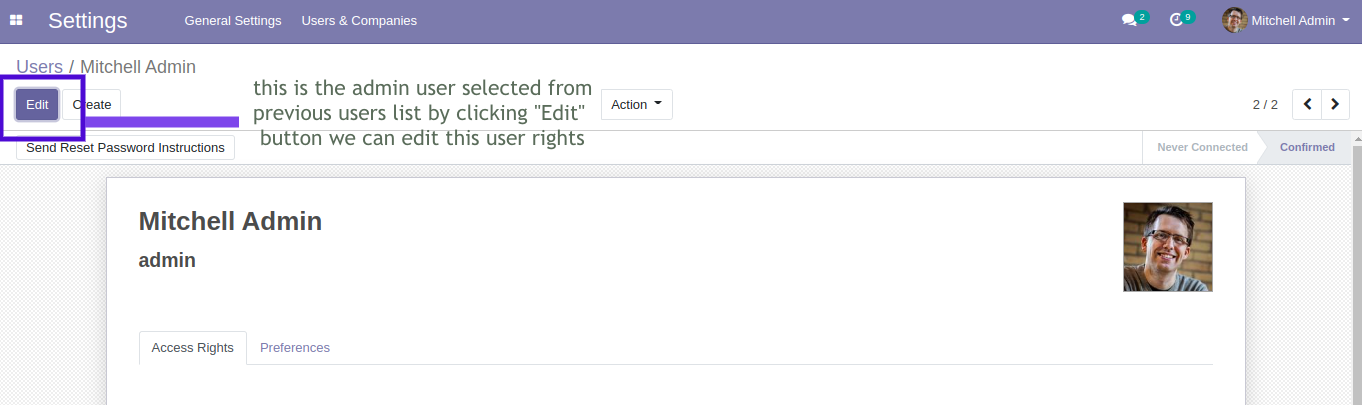 Settings General Settings Users & Companies 2 9 Mitchell Admin
Users / Mitchell Admin
this is the admin user selected from
Edit Create previous users list by clicking "Edit" Action 2 / 2
button we can edit this user rights
Send Reset Password Instructions Never Connected Confirmed
Mitchell Admin
admin
Access Rights Preferences